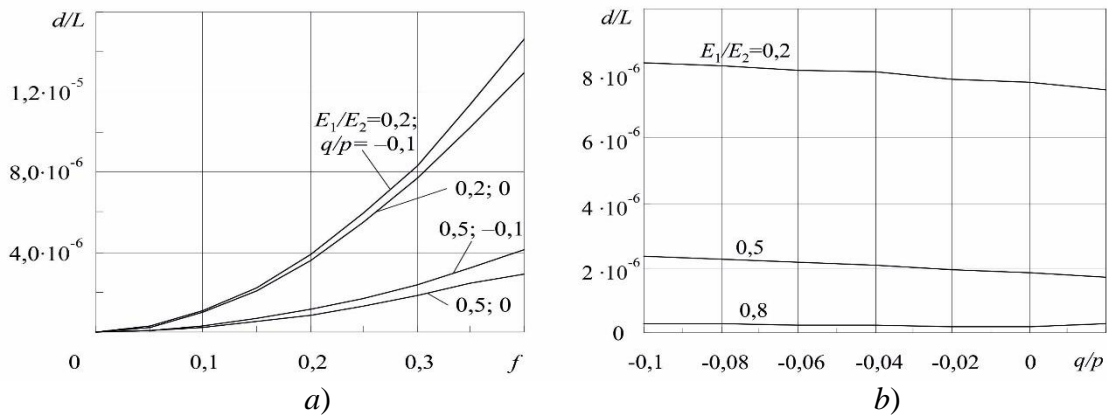 d/L
1,2·10⁻⁵
8,0·10⁻⁶
4,0·10⁻⁶
E₁/E₂=0,2;
q/p= –0,1
0,2; 0
0,5; –0,1
0,5; 0
0
0,1
0,2
0,3
f
a)
d/L
E₁/E₂=0,2
8 ·10⁻⁶
6 ·10⁻⁶
4 ·10⁻⁶
2 ·10⁻⁶
0
0,5
0,8
-0,1
-0,08
-0,06
-0,04
-0,02
0
q/p
b)